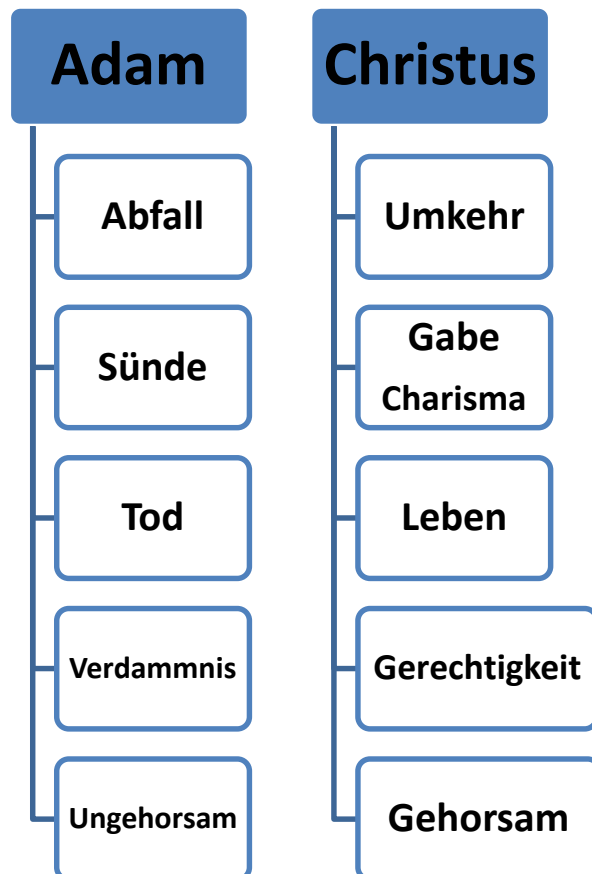 Adam
Abfall
Sünde
Tod
Verdammnis
Ungehorsam
Christus
Umkehr
Gabe
Charisma
Leben
Gerechtigkeit
Gehorsam